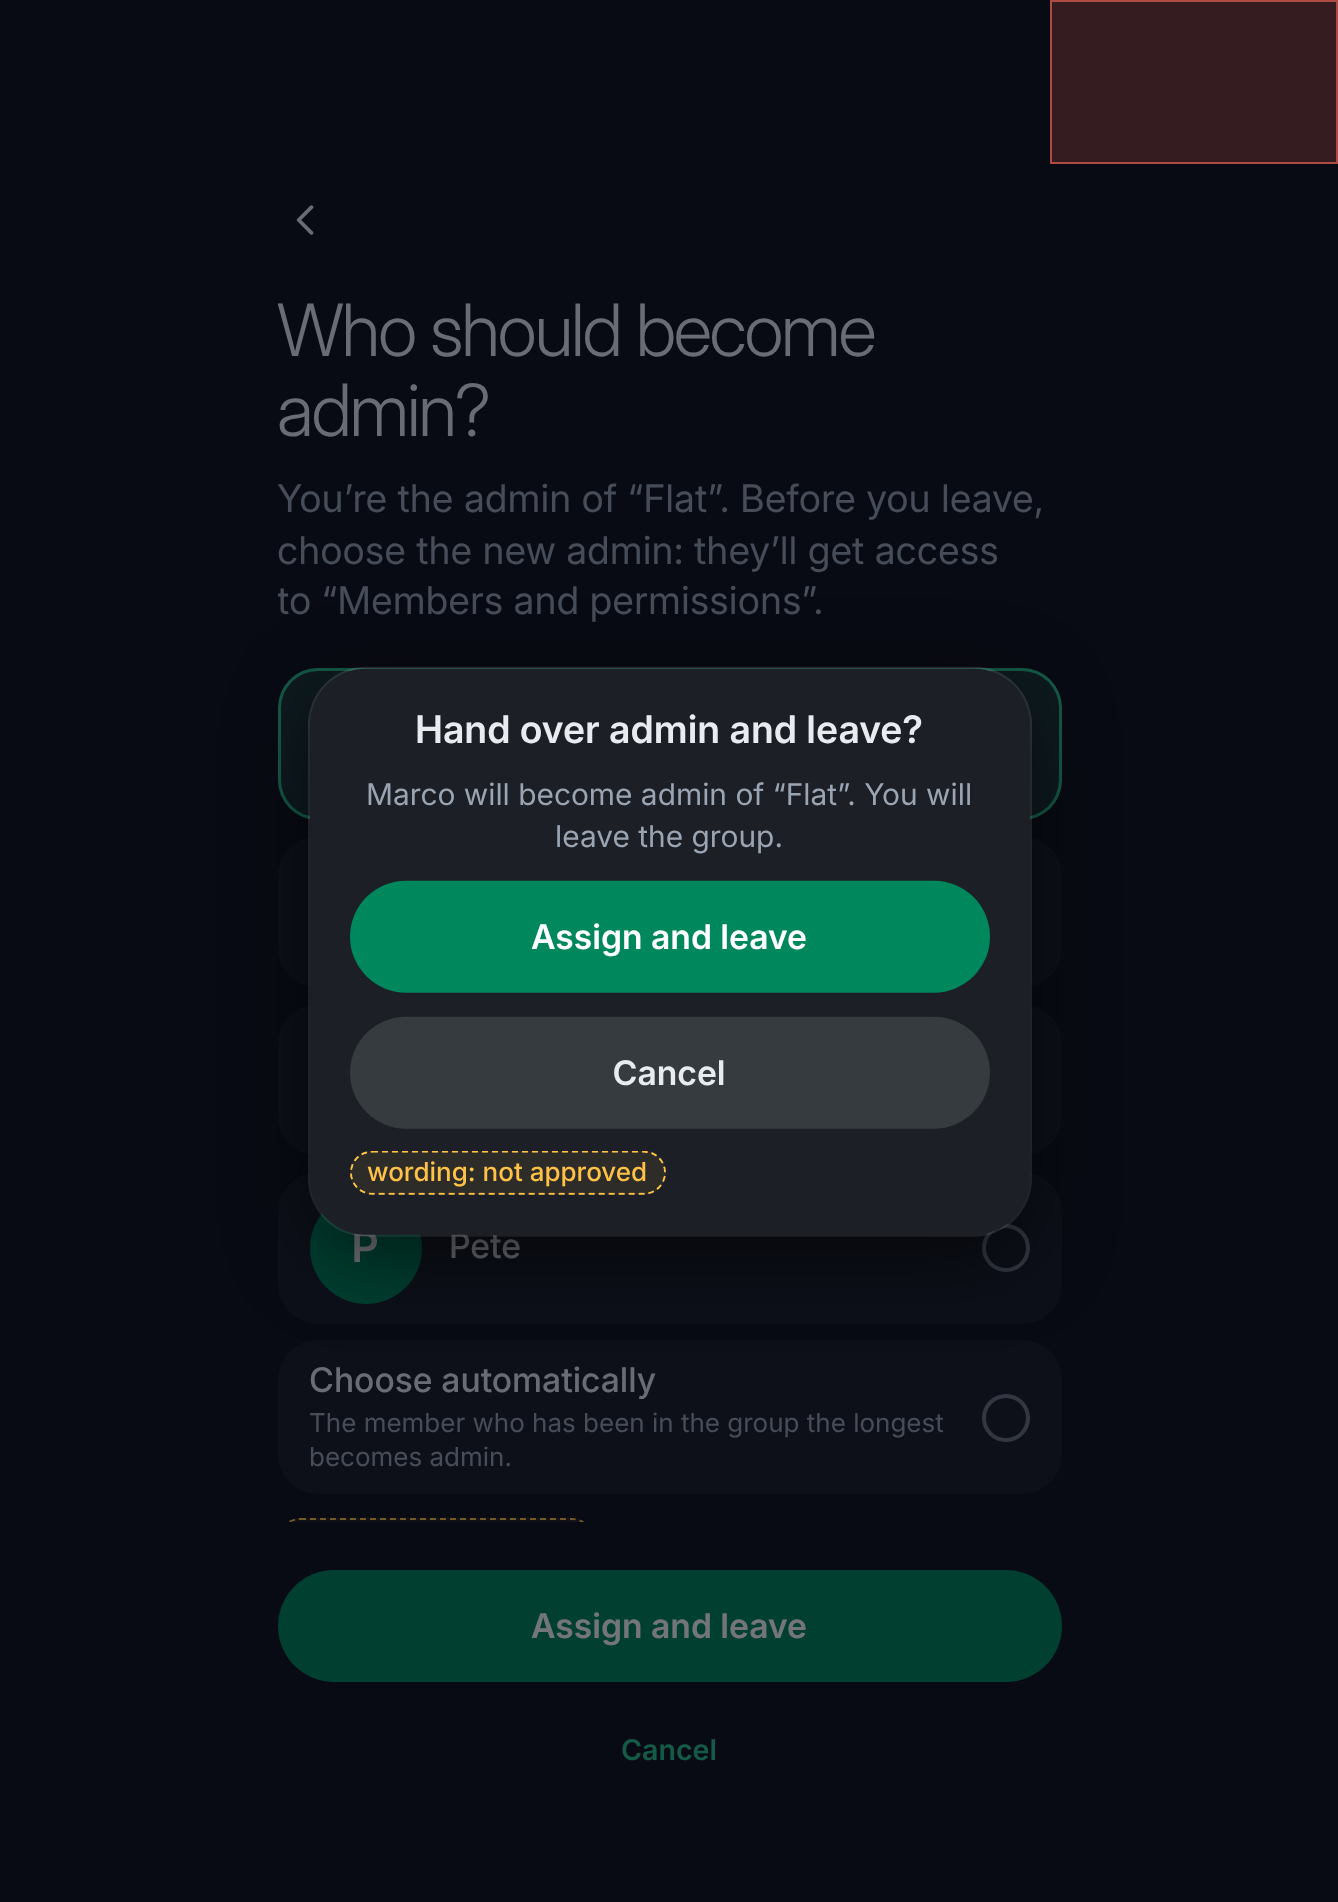 Who should become
admin?
You’re the admin of “Flat”. Before you leave,
choose the new admin: they’ll get access
to “Members and permissions”.
Hand over admin and leave?
Marco will become admin of “Flat”. You will
leave the group.
Assign and leave
Cancel
wording: not approved
P
Pete
Choose automatically
The member who has been in the group the longest
becomes admin.
Assign and leave
Cancel